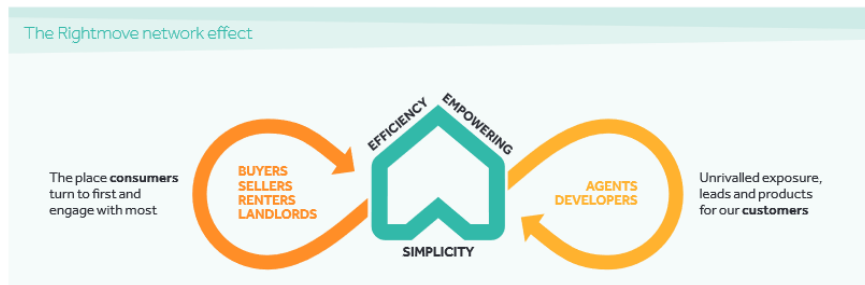 The Rightmove network effect
EFFICIENCY
EMPOWERING
The place consumers
turn to first and
engage with most
BUYERS
SELLERS
RENTERS
LANDLORDS
AGENTS
DEVELOPERS
Unrivalled exposure,
leads and products
for our customers
SIMPLICITY